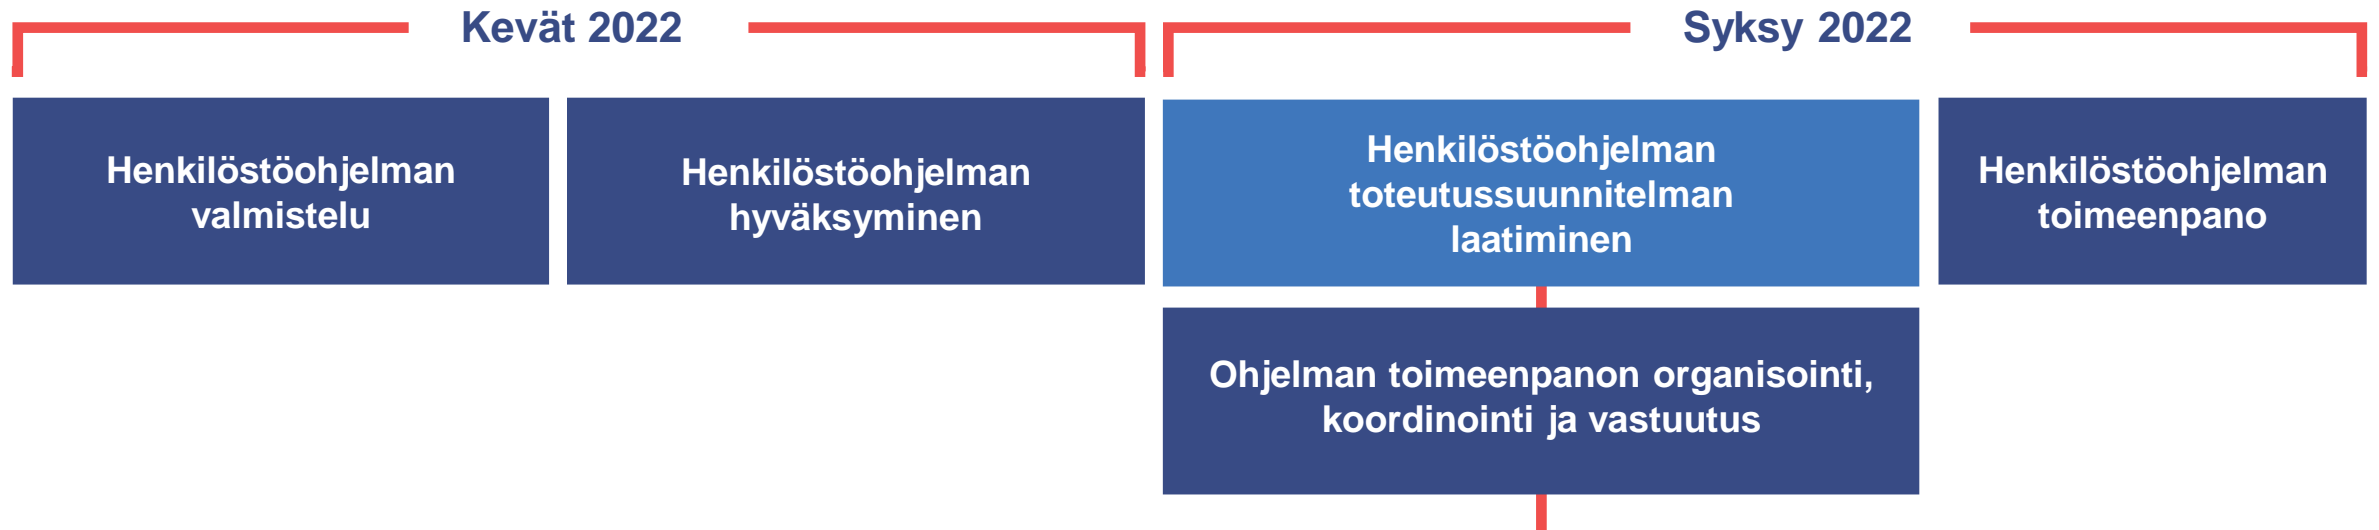 Kevät 2022
Syksy 2022
Henkilöstöohjelman
valmistelu
Henkilöstöohjelman
hyväksyminen
Henkilöstöohjelman
toteutussuunnitelman
laatiminen
Henkilöstöohjelman
toimeenpano
Ohjelman toimeenpanon organisointi,
koordinointi ja vastuutus